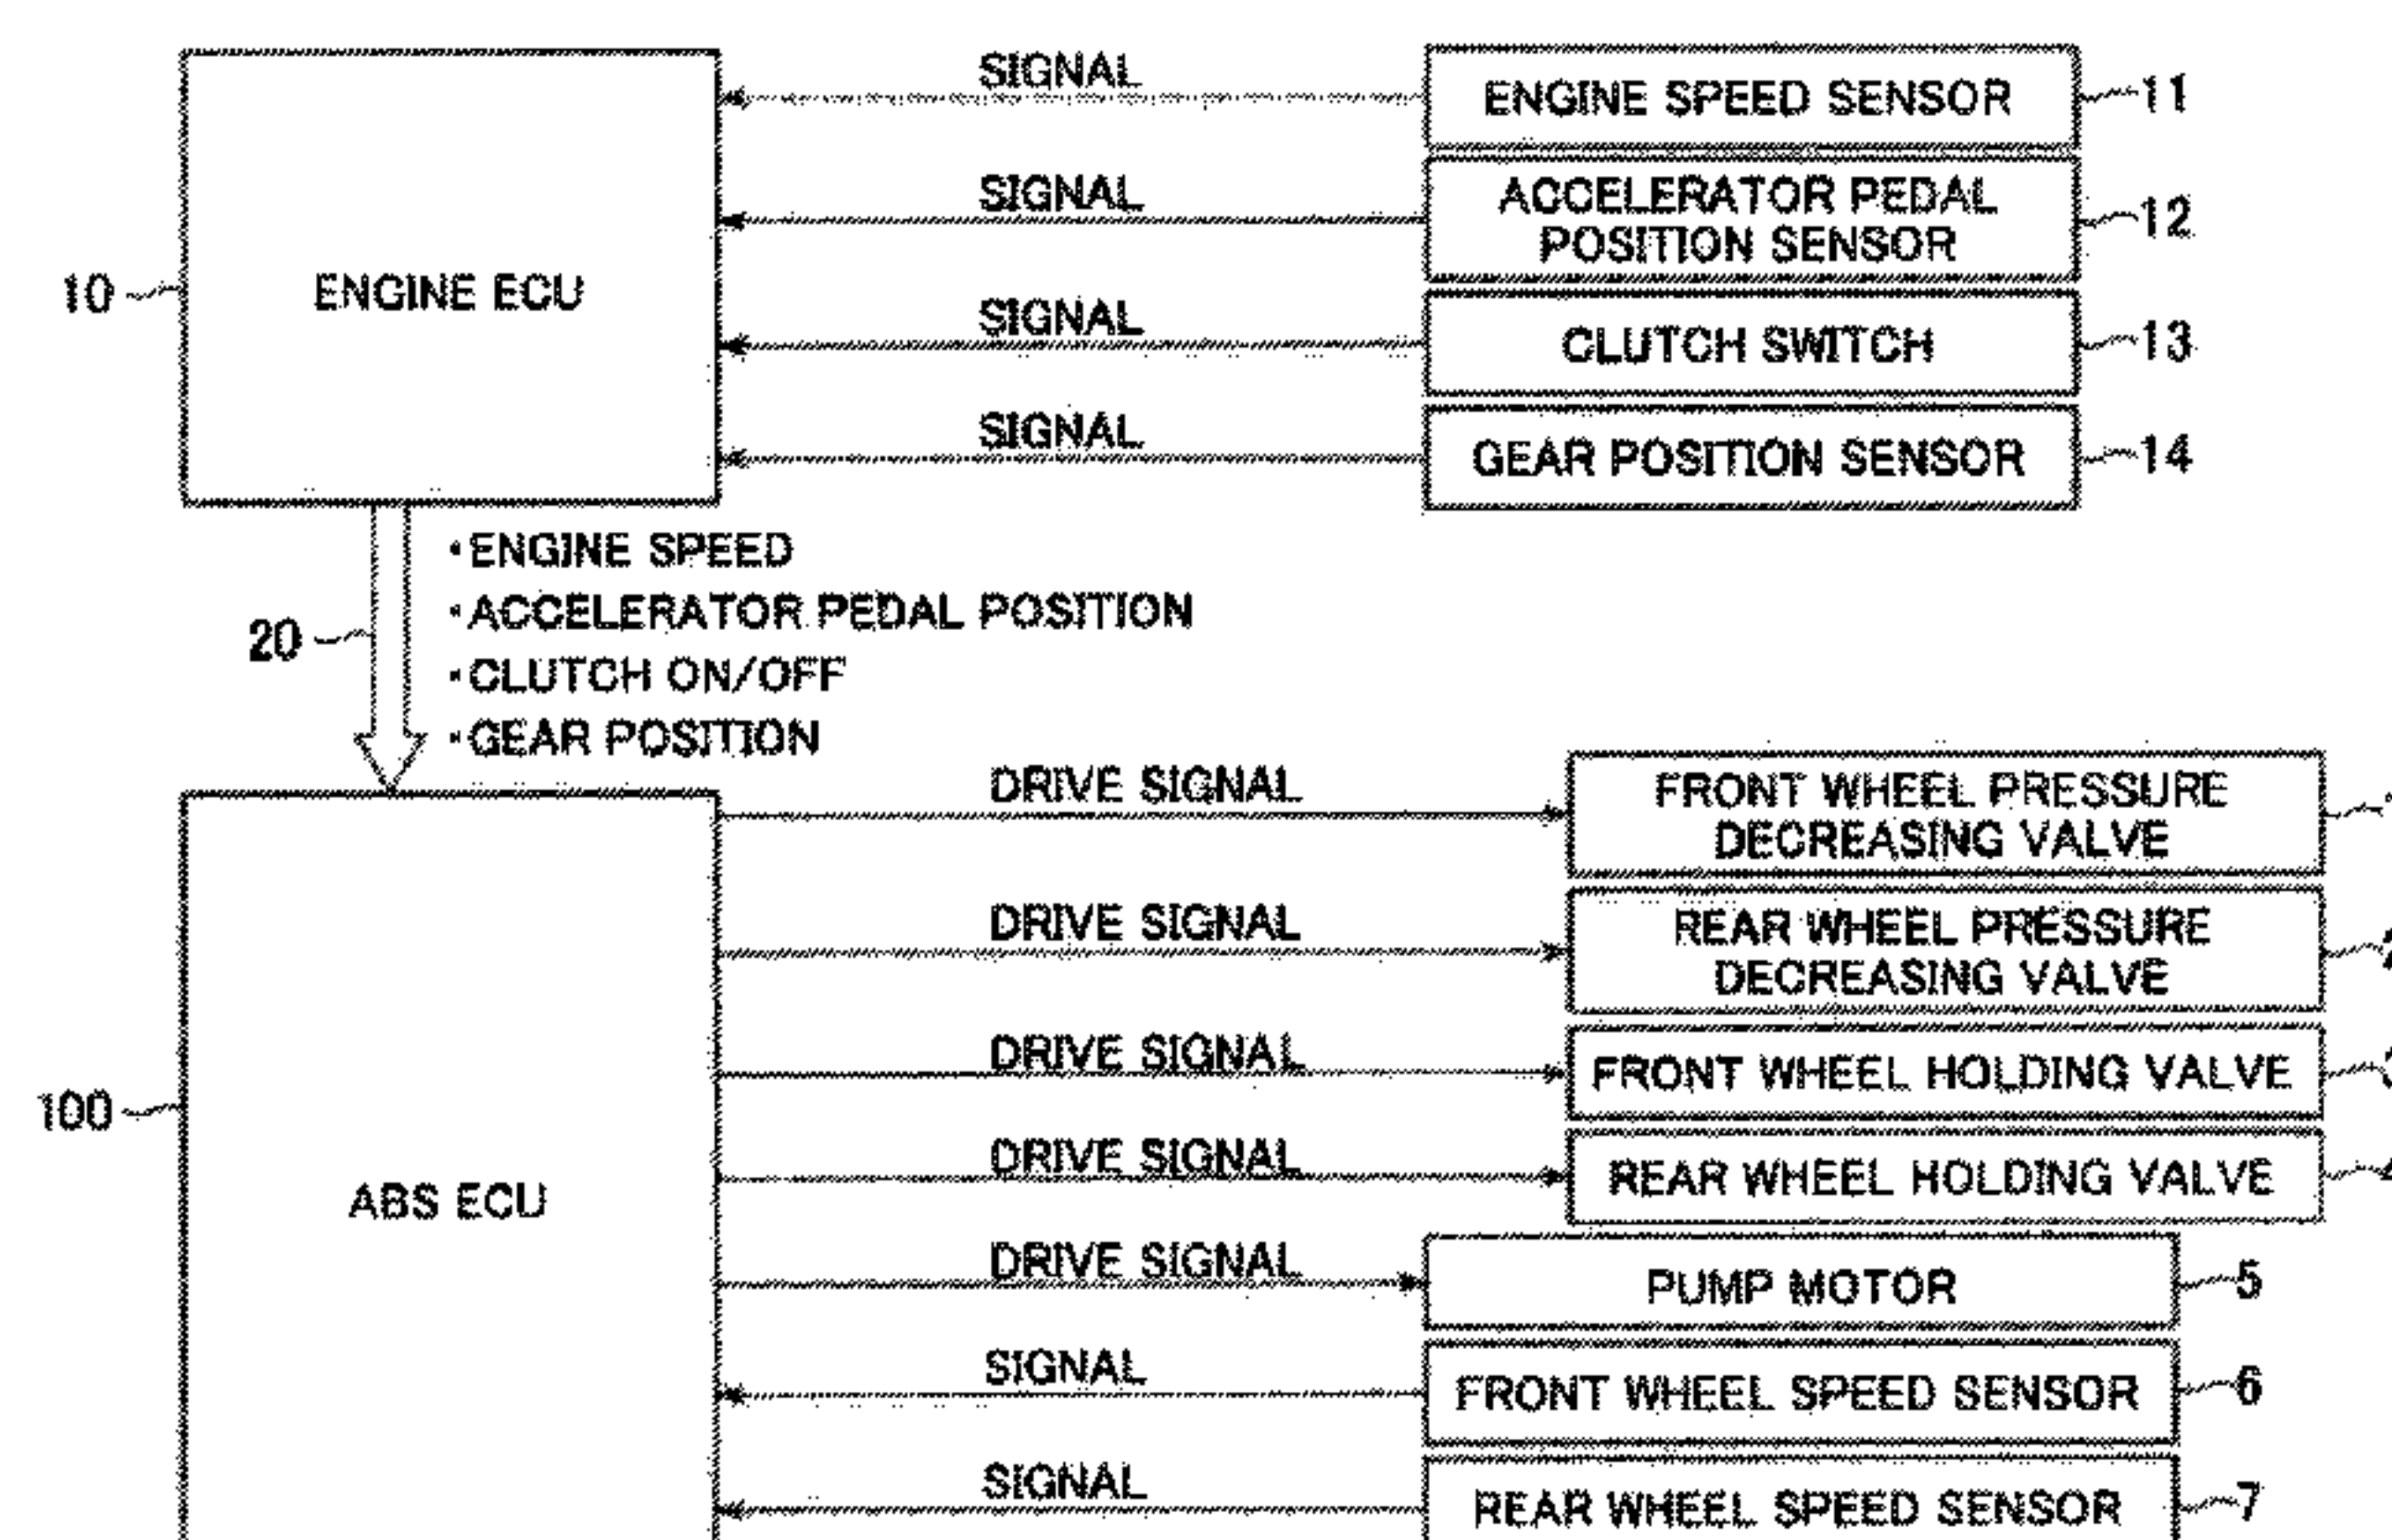 SIGNAL
ENGINE SPEED SENSOR
11
SIGNAL
ACCELERATOR PEDAL
POSITION SENSOR
12
10
ENGINE ECU
SIGNAL
CLUTCH SWITCH
13
SIGNAL
GEAR POSITION SENSOR
14
20
・ENGINE SPEED
・ACCELERATOR PEDAL POSITION
・CLUTCH ON/OFF
・GEAR POSITION
DRIVE SIGNAL
FRONT WHEEL PRESSURE
DECREASING VALVE
DRIVE SIGNAL
REAR WHEEL PRESSURE
DECREASING VALVE
DRIVE SIGNAL
FRONT WHEEL HOLDING VALVE
100
ABS ECU
DRIVE SIGNAL
REAR WHEEL HOLDING VALVE
DRIVE SIGNAL
PUMP MOTOR
5
SIGNAL
FRONT WHEEL SPEED SENSOR
6
SIGNAL
REAR WHEEL SPEED SENSOR
7